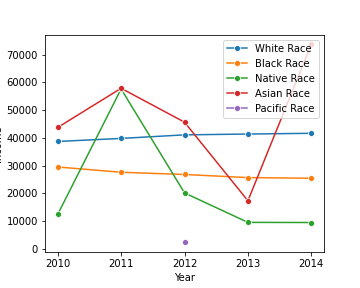 White Race
Black Race
Native Race
Asian Race
Pacific Race
70000
60000
50000
40000
30000
20000
10000
0
2010 2011 2012 2013 2014
Year